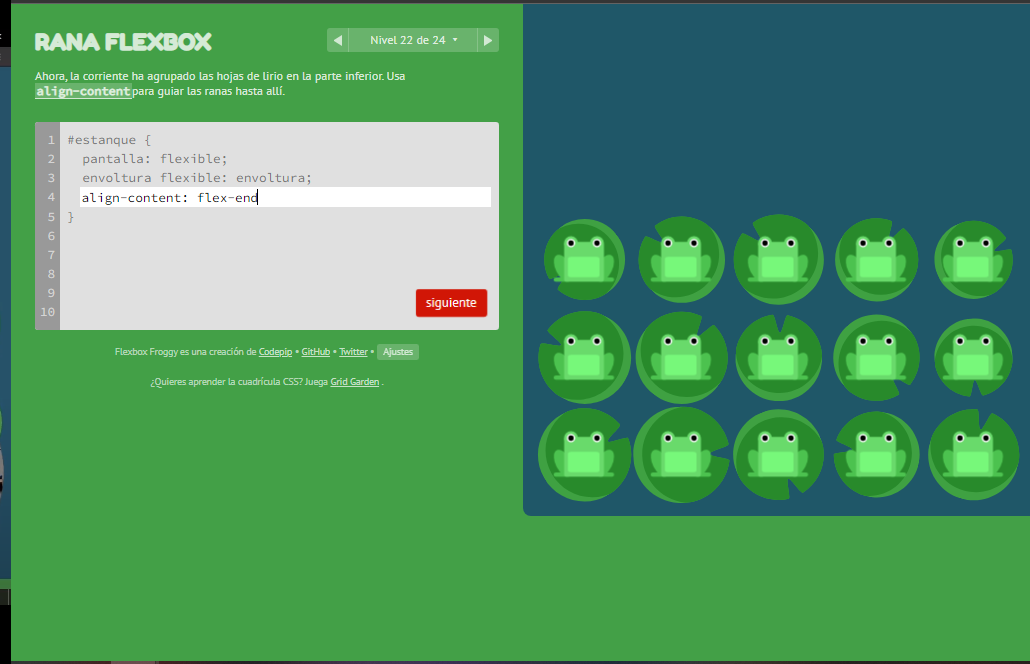 RANA FLEXBOX
Nivel 22 de 24
Ahora, la corriente ha agrupado las hojas de lirio en la parte inferior. Usa
align-content para guiar las ranas hasta allí.
1 #estanque {
2 pantalla: flexible;
3 envoltura flexible: envoltura;
4 align-content: flex-end
5 }
6
7
8
9
10
siguiente
Flexbox Froggy es una creación de Codepip • GitHub • Twitter • Ajustes
¿Quieres aprender la cuadrícula CSS? Juega Grid Garden .